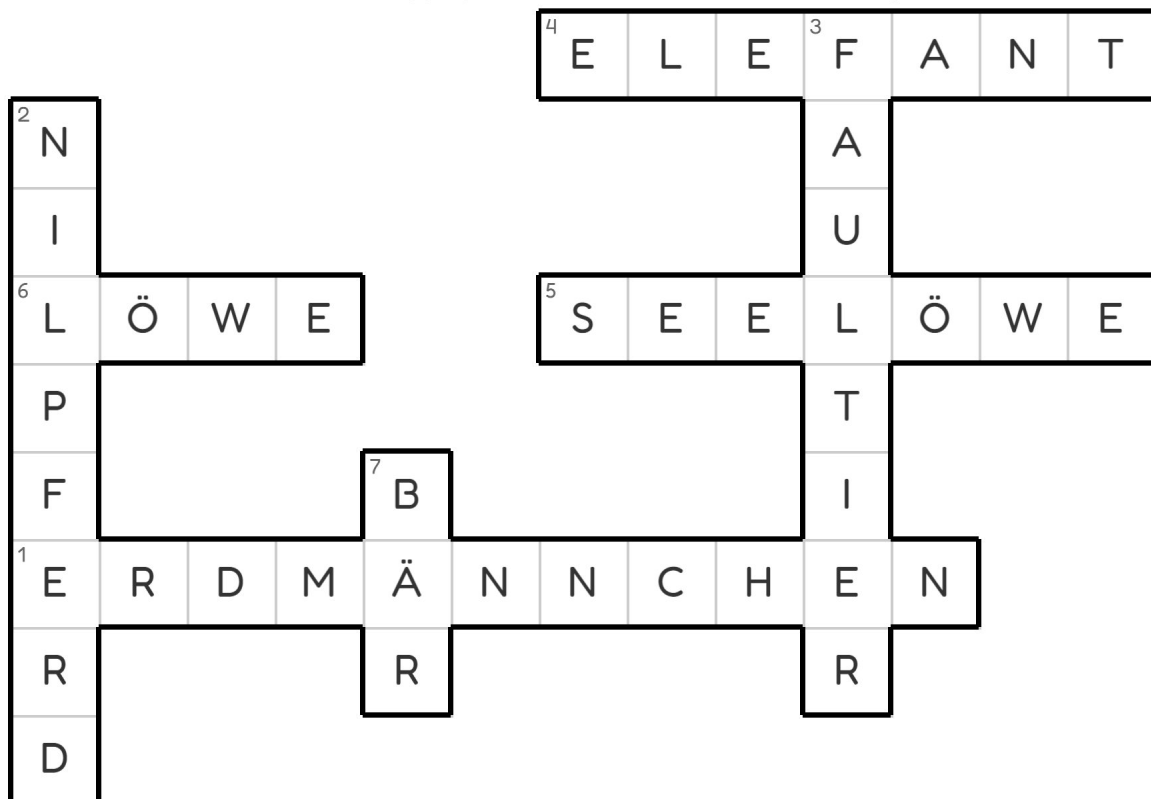 4 E L E 3 F A N T
2 N A
I U
6 L Ö W E 5 S E E L Ö W E
P T
F 7 B I
1 E R D M Ä N N C H E N
R R R
D